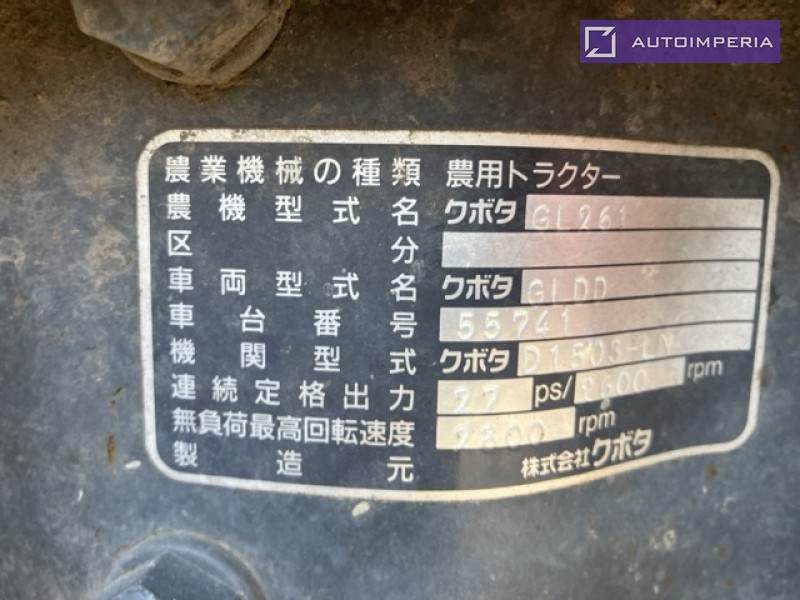 AUTOIMPERIA
農業機械の種類 農用トラクター
農機型式名 クボタ GL261
区分
車両型式名 クボタ GLDD
車台番号 55741
機関型式 クボタ D1503-LN
連続定格出力 27 ps/2600 rpm
無負荷最高回転速度 2800 rpm
製造元 株式会社クボタ